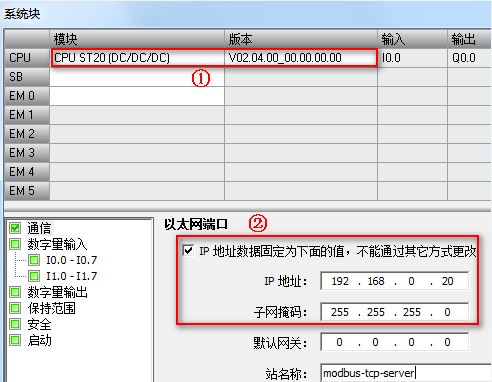 系统块
模块 版本 输入 输出
CPU CPU ST20 (DC/DC/DC) V02.04.00_00.00.00.00 I0.0 Q0.0
①
SB
EM 0
EM 1
EM 2
EM 3
EM 4
EM 5
通信
数字量输入
I0.0 - I0.7
I1.0 - I1.7
数字量输出
保持范围
安全
启动
以太网端口 ②
IP 地址数据固定为下面的值，不能通过其它方式更改
IP 地址: 192 . 168 . 0 . 20
子网掩码: 255 . 255 . 255 . 0
默认网关: 0 . 0 . 0 . 0
站名称: modbus-tcp-server